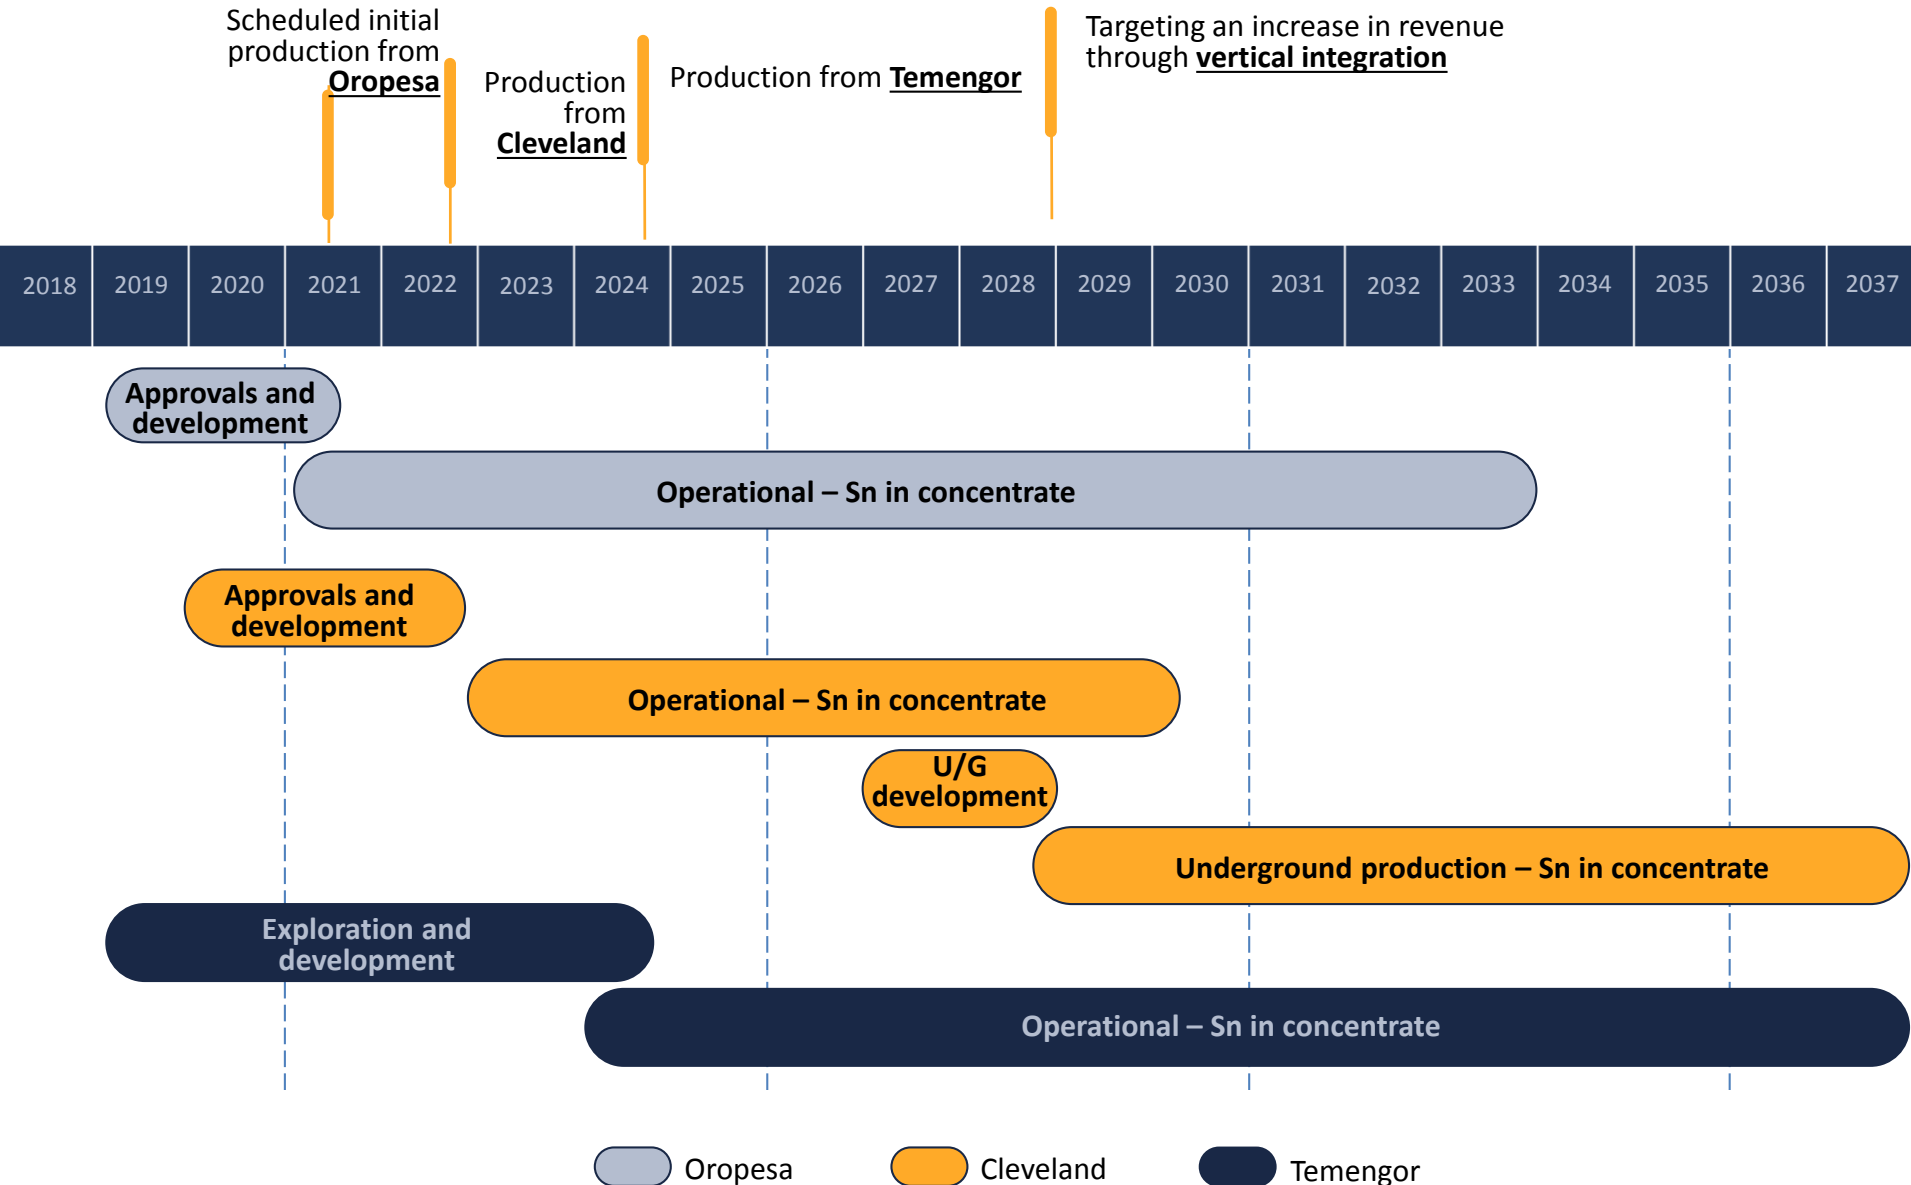 Scheduled initial
production from
Oropesa
Production
from
Cleveland
Production from Temengor
Targeting an increase in revenue
through vertical integration
2018 2019 2020 2021 2022 2023 2024 2025 2026 2027 2028 2029 2030 2031 2032 2033 2034 2035 2036 2037
Approvals and
development
Operational – Sn in concentrate
Approvals and
development
Operational – Sn in concentrate
U/G
development
Underground production – Sn in concentrate
Exploration and
development
Operational – Sn in concentrate
Oropesa
Cleveland
Temengor